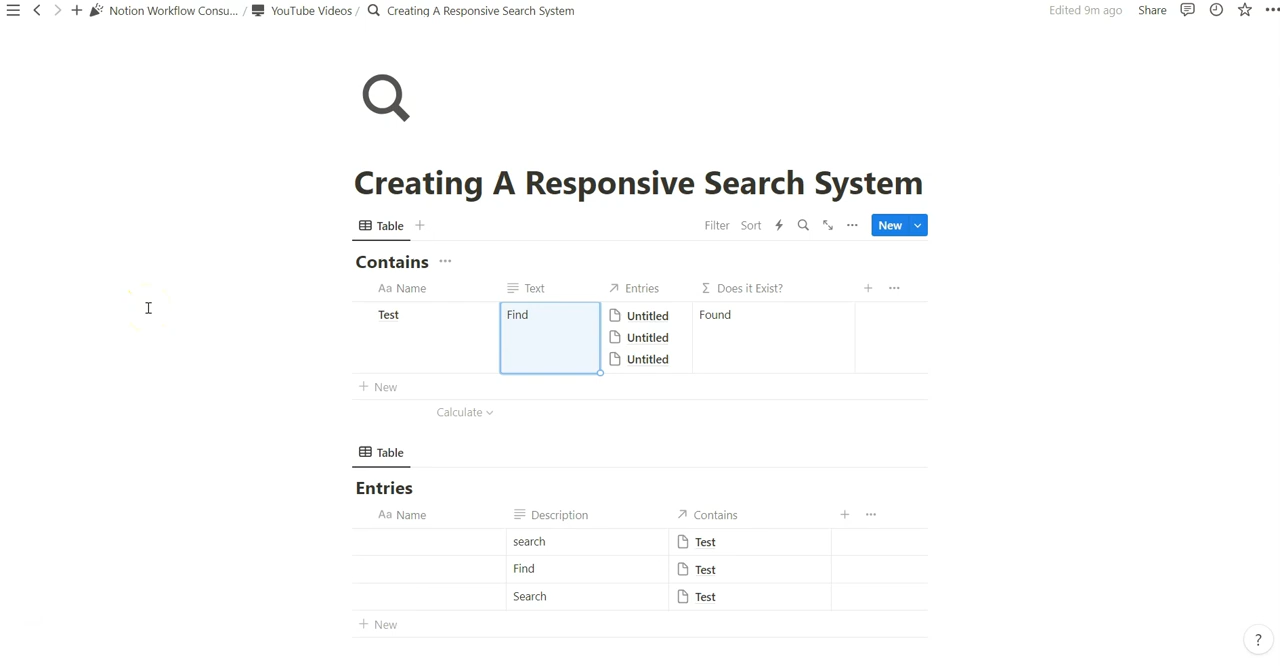 Notion Workflow Consu... / YouTube Videos / Creating A Responsive Search System
Edited 9m ago Share
Creating A Responsive Search System
Table
Filter Sort New
Contains
Aa Name Text Entries Σ Does it Exist?
Test Find Untitled Found
Untitled
Untitled
+ New
Calculate
Table
Entries
Aa Name Description Contains
search Test
Find Test
Search Test
+ New
?